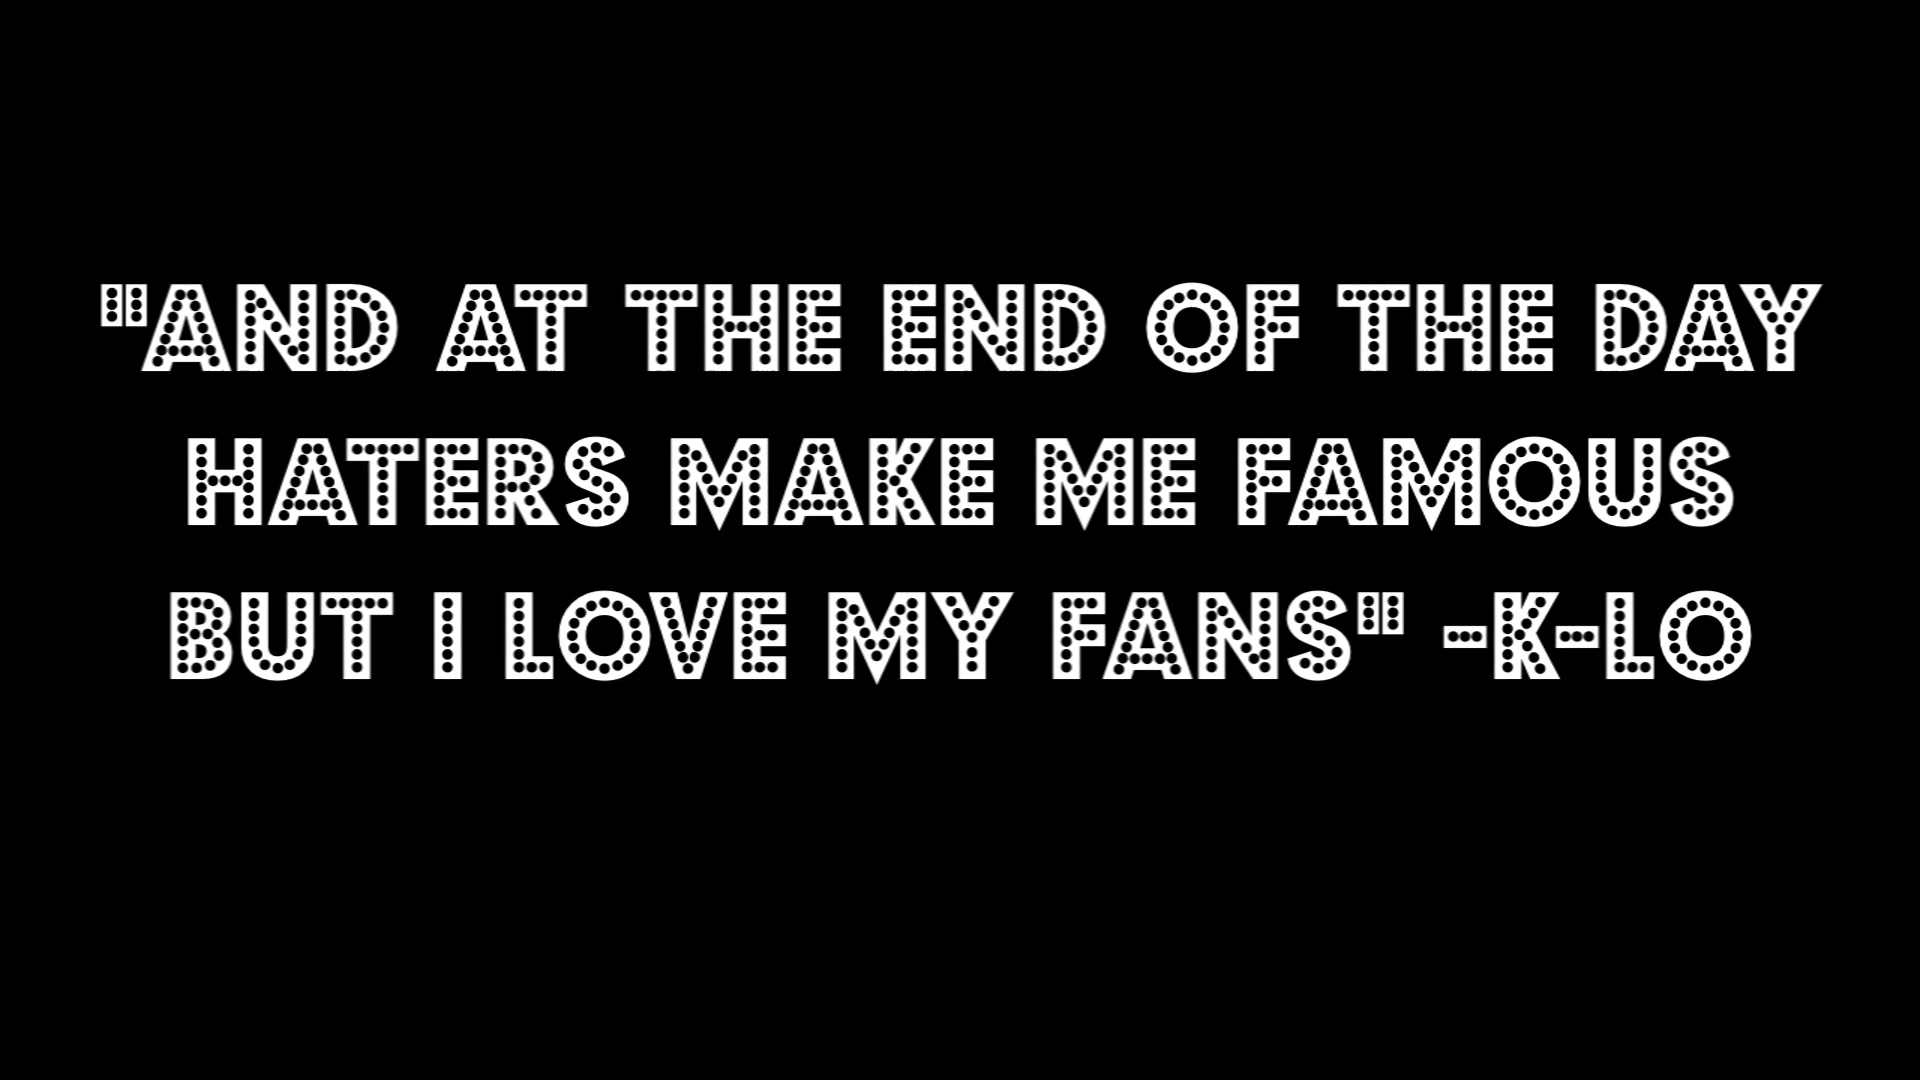 "AND AT THE END OF THE DAY
HATERS MAKE ME FAMOUS
BUT I LOVE MY FANS" -K-LO